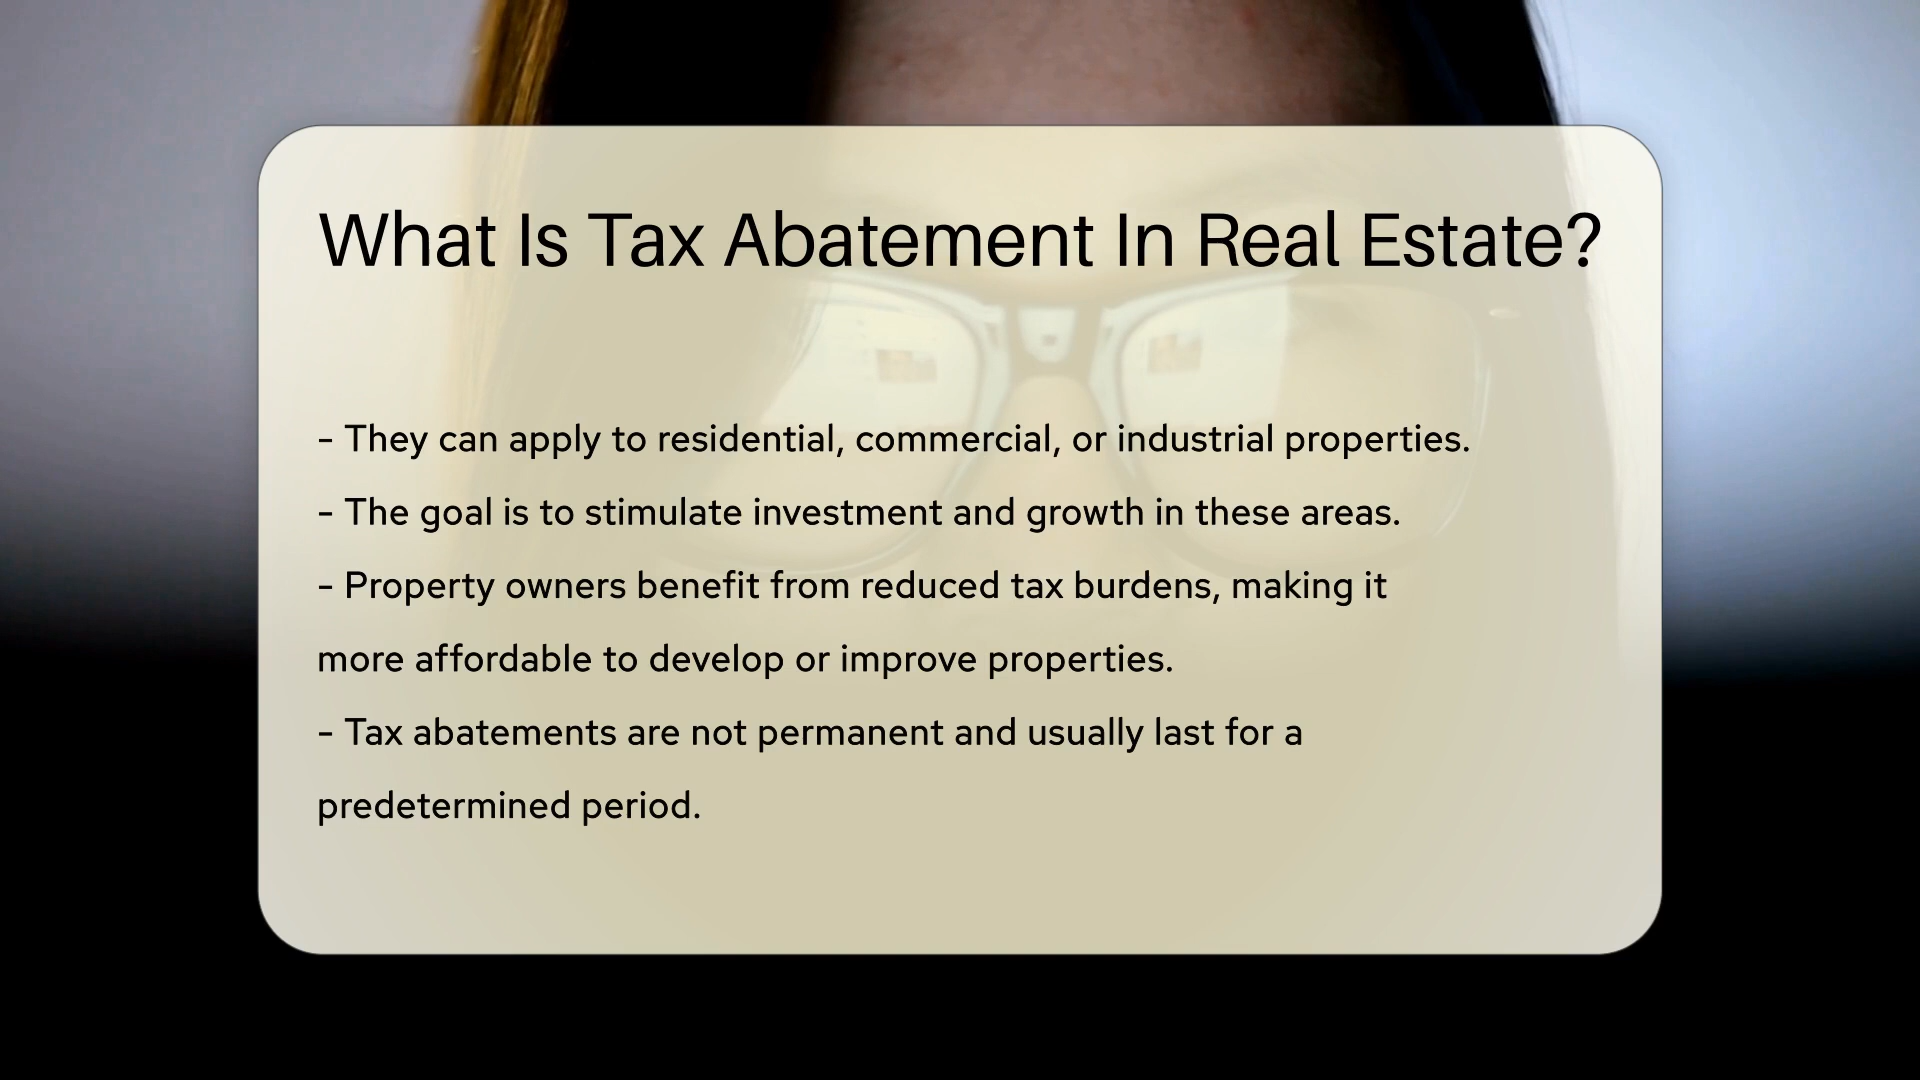 What Is Tax Abatement In Real Estate?
- They can apply to residential, commercial, or industrial properties.
- The goal is to stimulate investment and growth in these areas.
- Property owners benefit from reduced tax burdens, making it
more affordable to develop or improve properties.
- Tax abatements are not permanent and usually last for a
predetermined period.